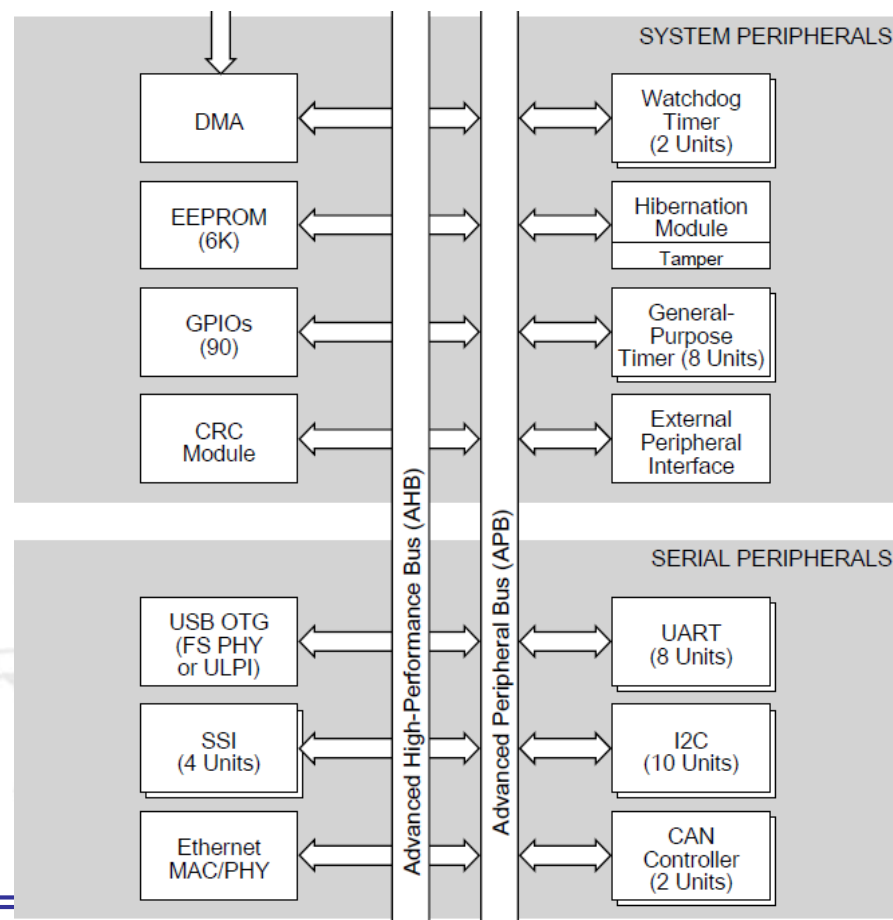 SYSTEM PERIPHERALS
DMA
Watchdog
Timer
(2 Units)
EEPROM
(6K)
Hibernation
Module
Tamper
GPIOs
(90)
General-
Purpose
Timer (8 Units)
CRC
Module
External
Peripheral
Interface
Advanced High-Performance Bus (AHB)
Advanced Peripheral Bus (APB)
SERIAL PERIPHERALS
USB OTG
(FS PHY
or ULPI)
UART
(8 Units)
SSI
(4 Units)
I2C
(10 Units)
Ethernet
MAC/PHY
CAN
Controller
(2 Units)